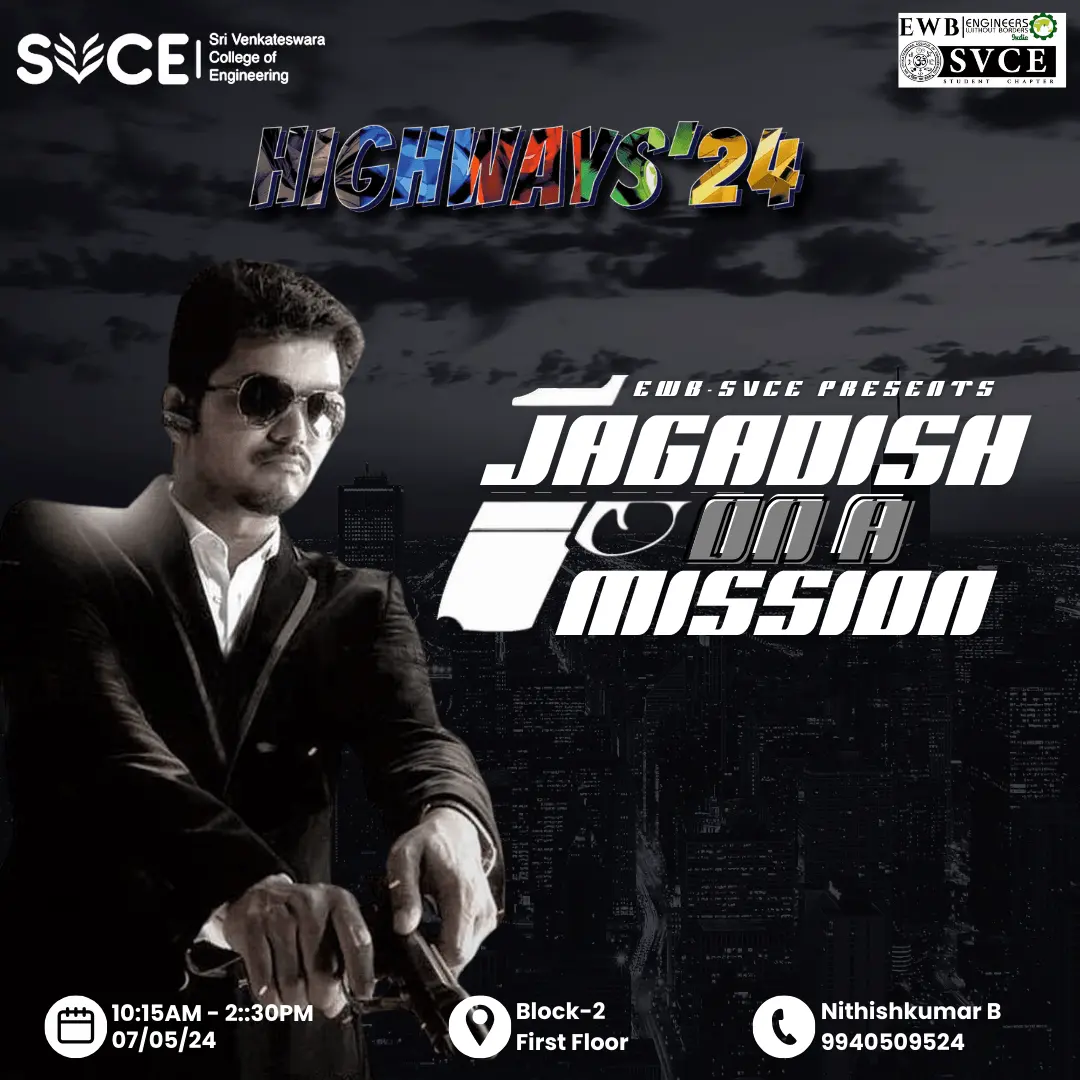 SVCE
Sri Venkateswara
College of
Engineering
EWB
ENGINEERS
WITHOUT BORDERS
India
SVCE
STUDENT CHAPTER
HIGHWAYS'24
EWB-SVCE PRESENTS
JAGADISH
ON A
MISSION
10:15AM - 2::30PM
07/05/24
Block-2
First Floor
Nithishkumar B
9940509524